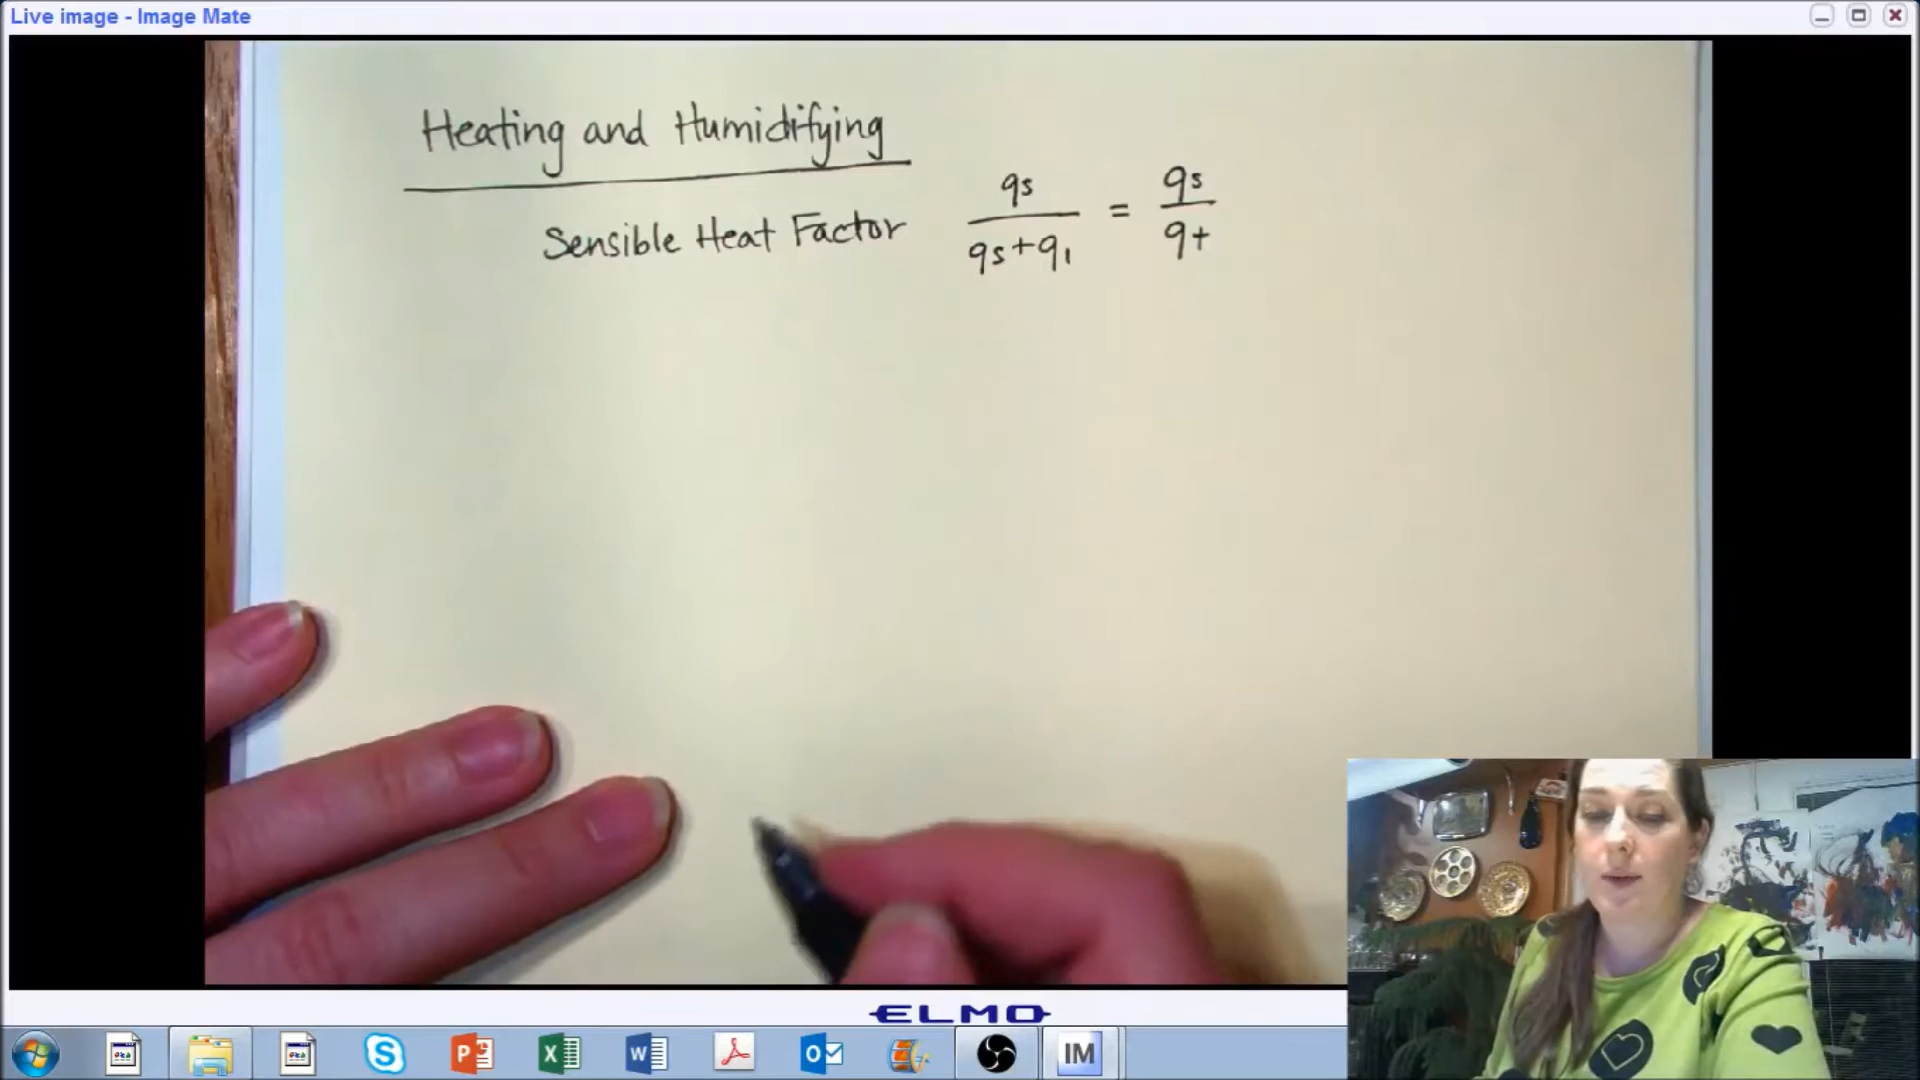 Live image - Image Mate
Heating and Humidifying
Sensible Heat Factor qs / qs+ql = qs / qt
ELMO
IM